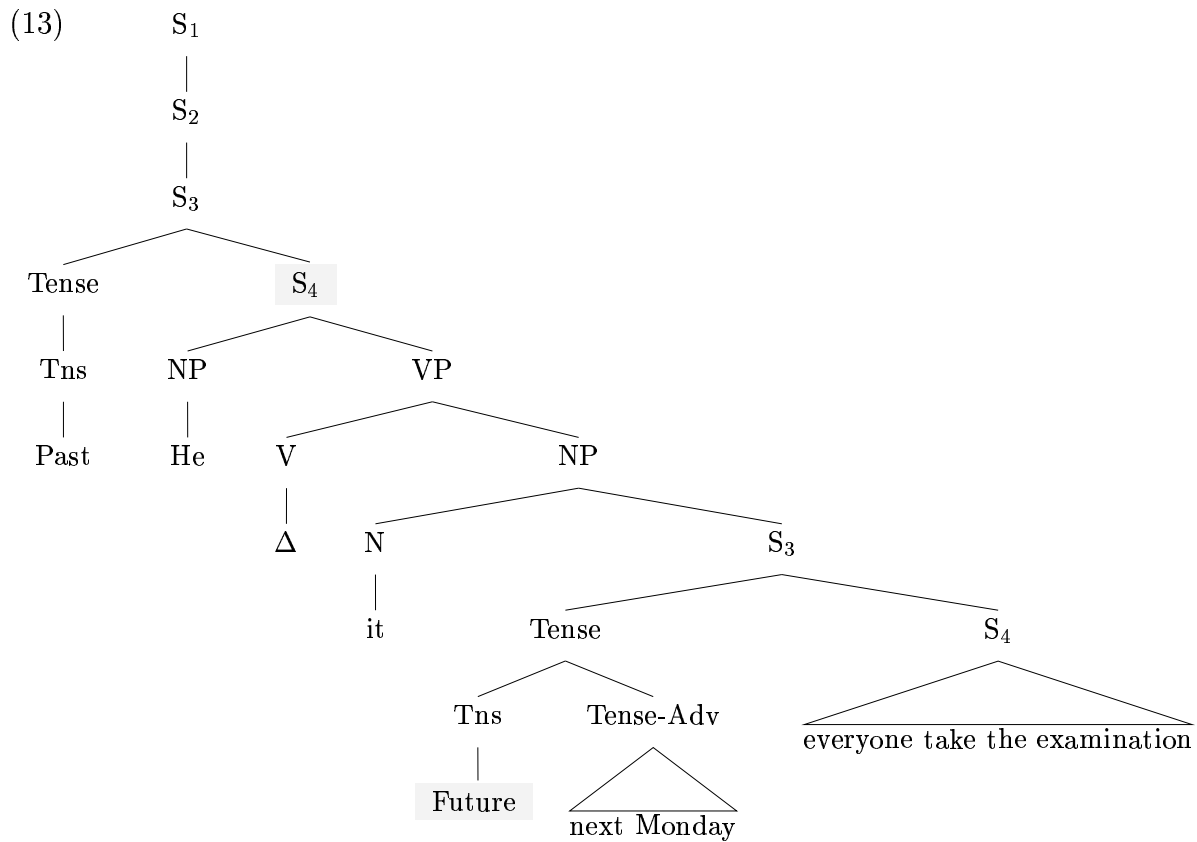 (13) S₁
S₂
S₃
Tense S₄
Tns NP VP
Past He V NP
Δ N S₃
it Tense S₄
Tns Tense-Adv everyone take the examination
Future next Monday